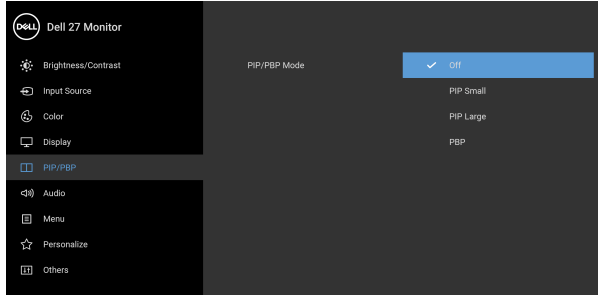 DELL Dell 27 Monitor
Brightness/Contrast PIP/PBP Mode Off
Input Source PIP Small
Color PIP Large
Display PBP
PIP/PBP
Audio
Menu
Personalize
Others